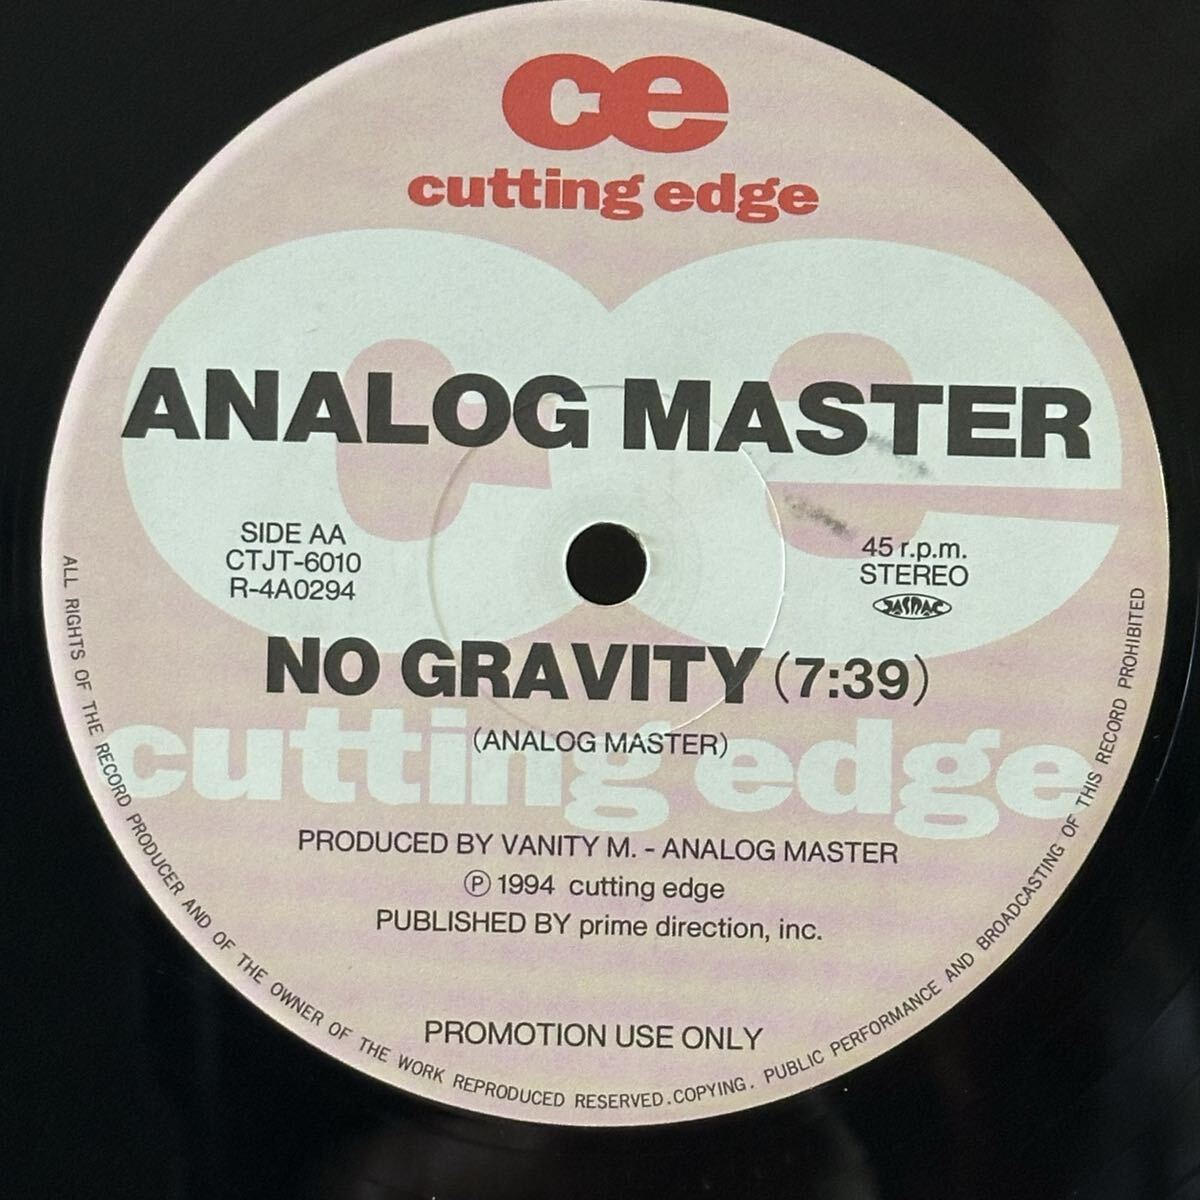 ce
cutting edge
ce
ANALOG MASTER
SIDE AA
CTJT-6010
R-4A0294
45 r.p.m.
STEREO
JASRAC
NO GRAVITY (7:39)
cutting edge
(ANALOG MASTER)
PRODUCED BY VANITY M. - ANALOG MASTER
Ⓟ 1994 cutting edge
PUBLISHED BY prime direction, inc.
PROMOTION USE ONLY
ALL RIGHTS OF THE RECORD PRODUCER AND OF THE OWNER OF THE WORK REPRODUCED RESERVED.COPYING. PUBLIC PERFORMANCE AND BROADCASTING OF THIS RECORD PROHIBITED